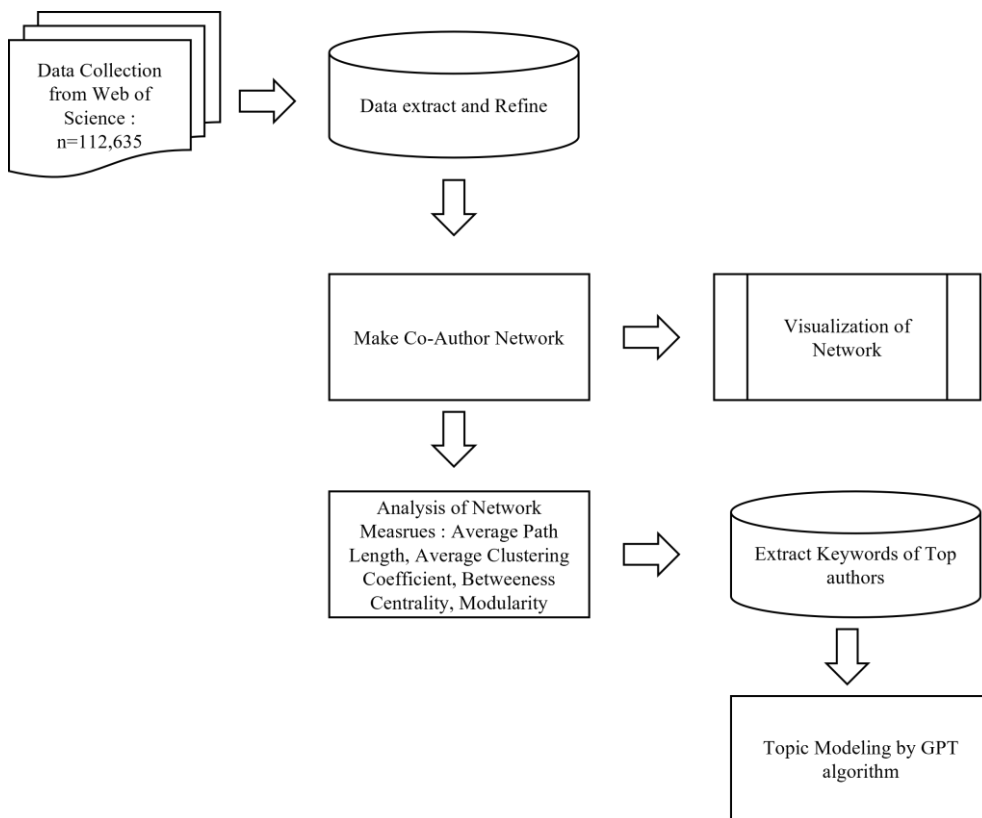 Data Collection
from Web of
Science :
n=112,635
Data extract and Refine
Make Co-Author Network
Visualization of
Network
Analysis of Network
Measrues : Average Path
Length, Average Clustering
Coefficient, Betweeness
Centrality, Modularity
Extract Keywords of Top
authors
Topic Modeling by GPT
algorithm